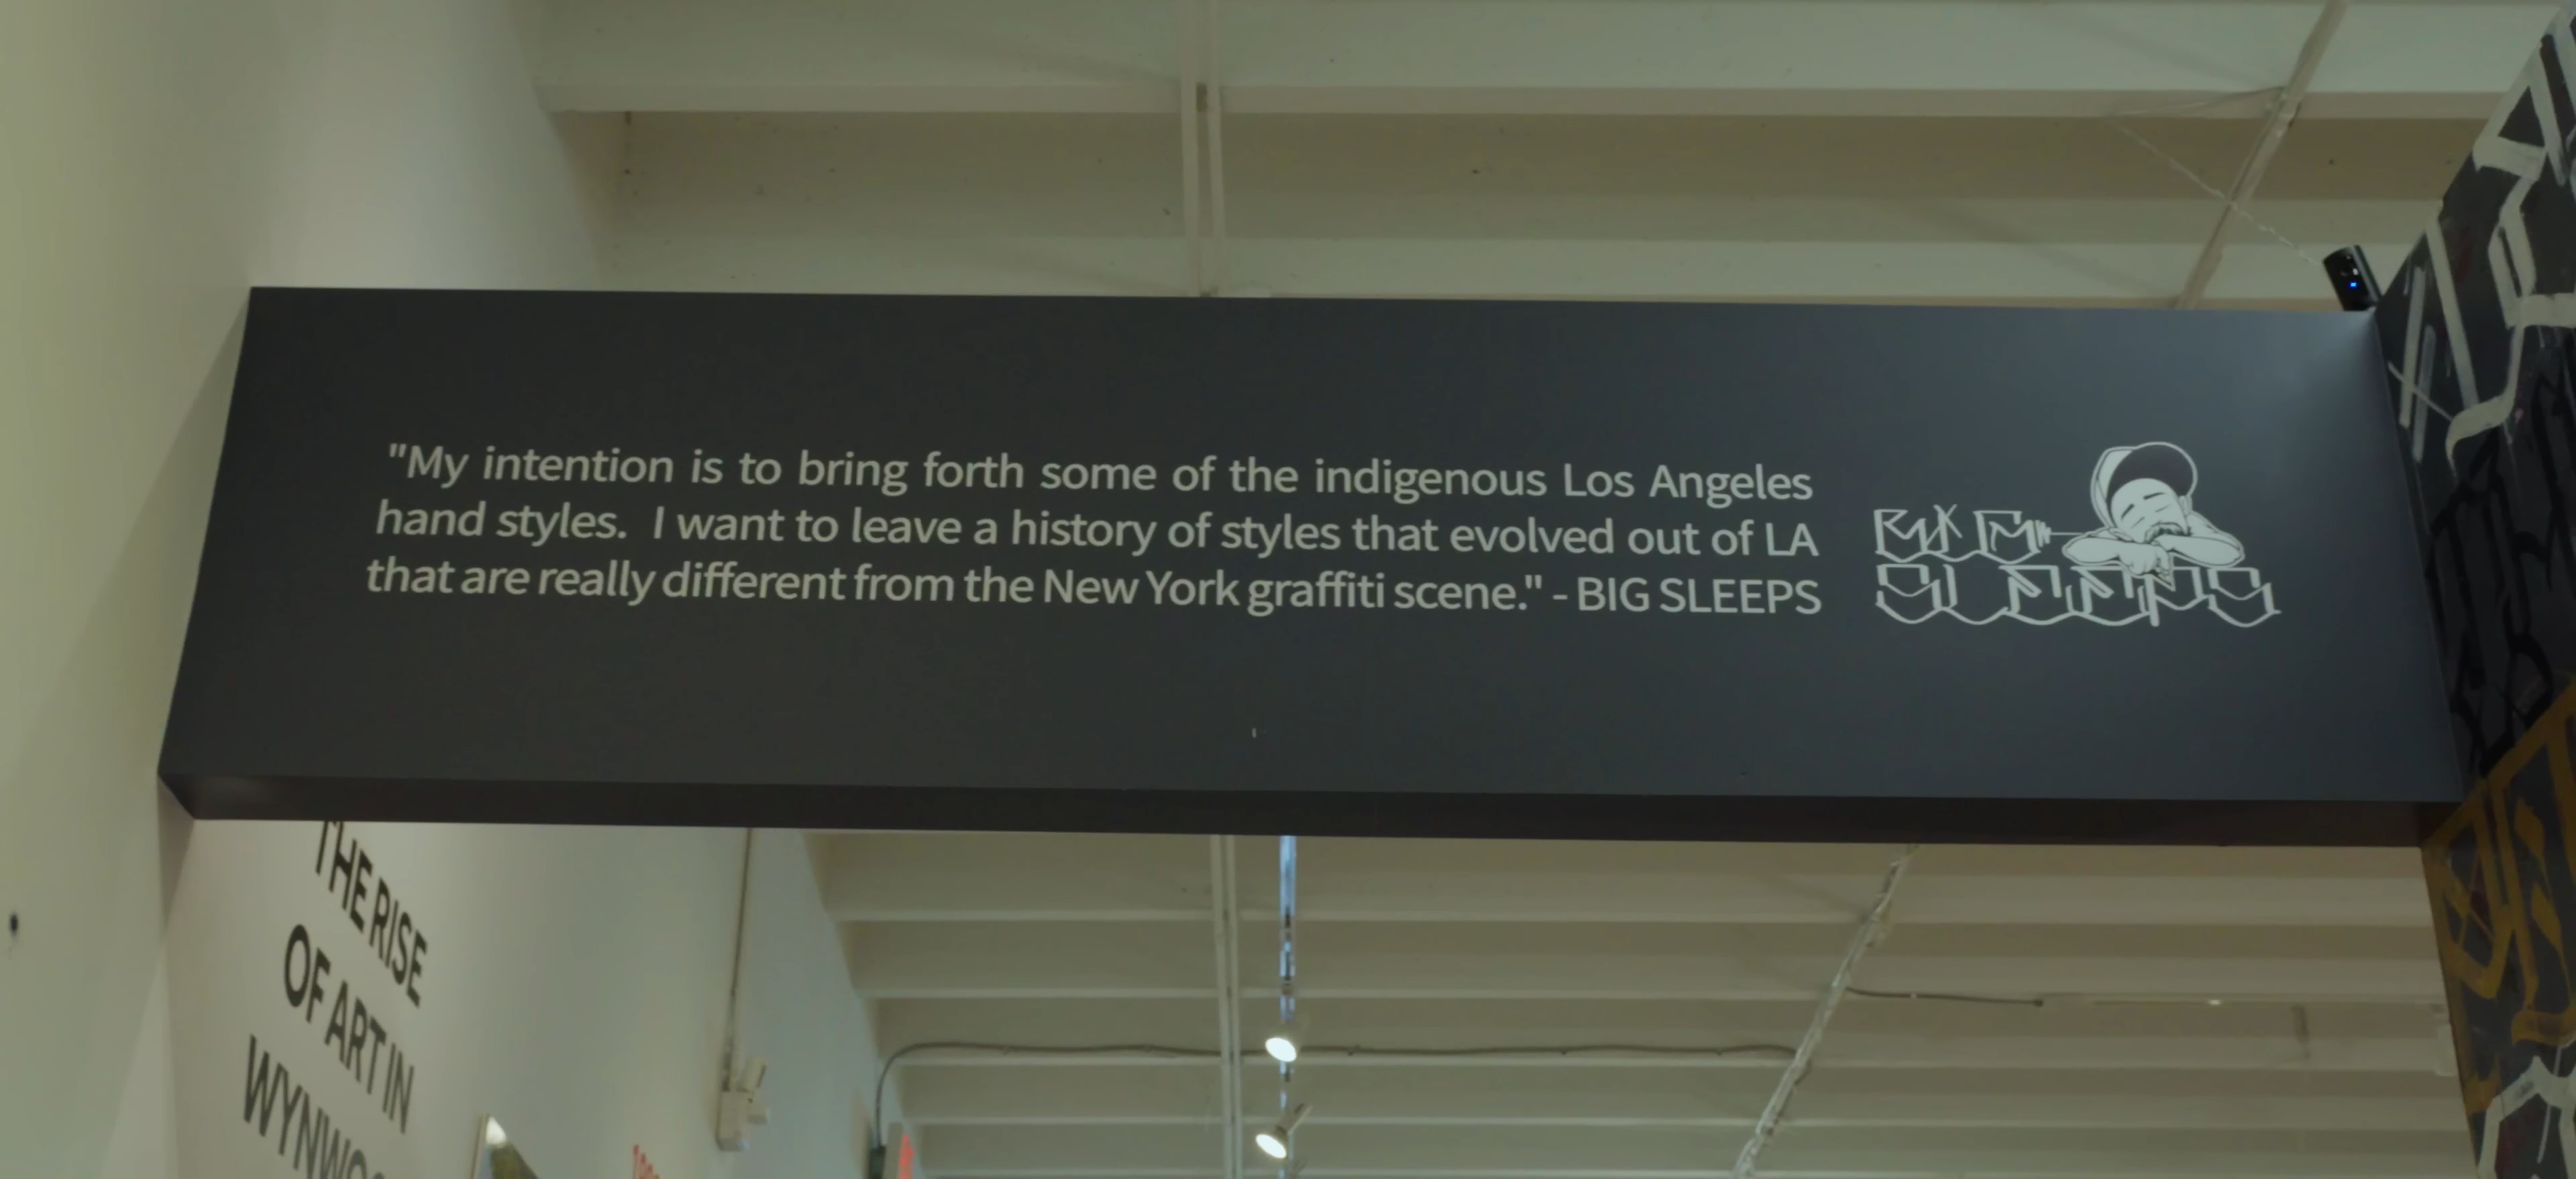 "My intention is to bring forth some of the indigenous Los Angeles
hand styles.  I want to leave a history of styles that evolved out of LA
that are really different from the New York graffiti scene." - BIG SLEEPS
BIG
SLEEPS
THE RISE
OF ART IN